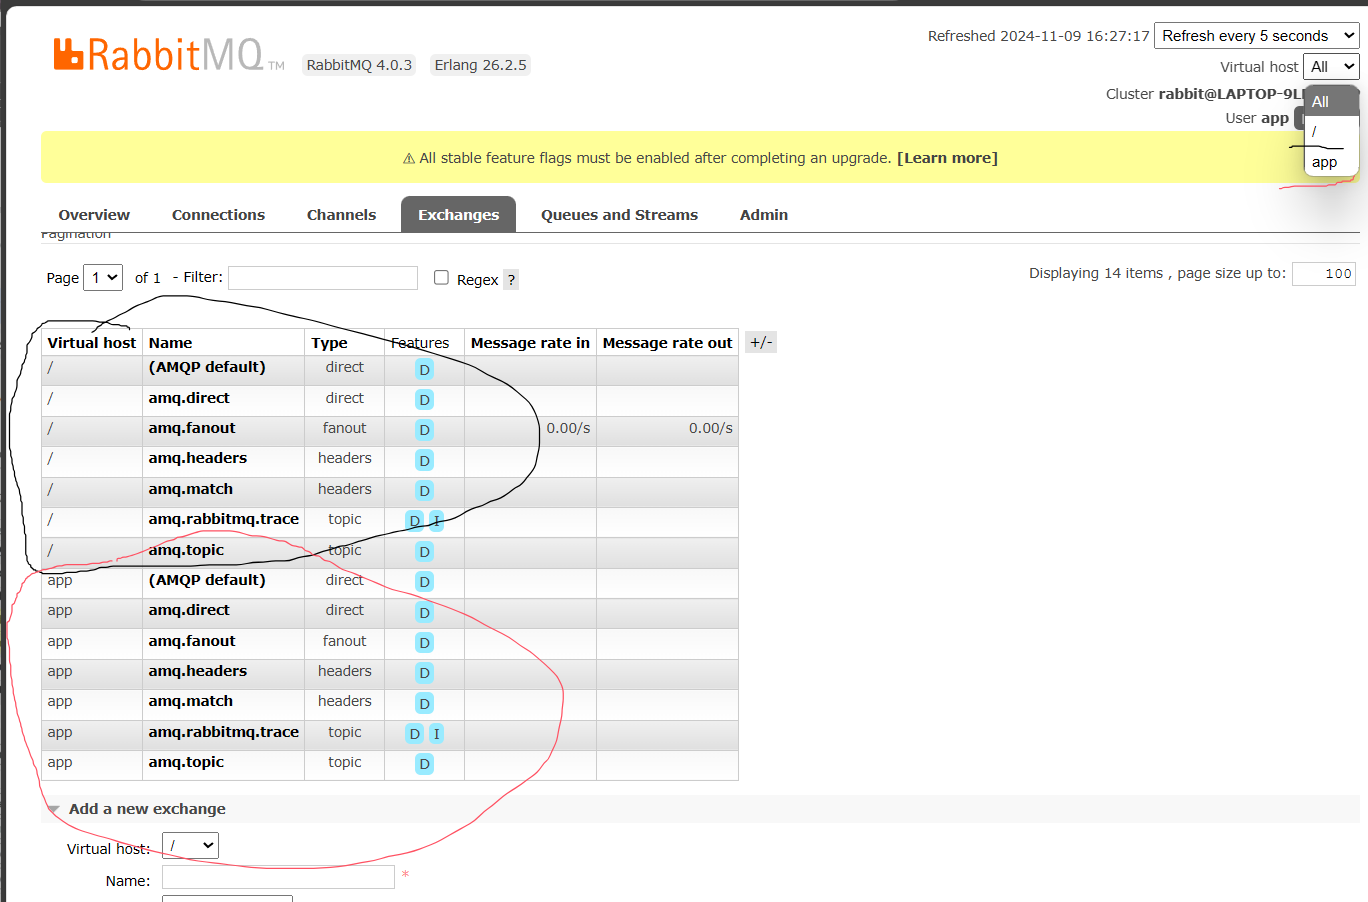 RabbitMQ TM RabbitMQ 4.0.3 Erlang 26.2.5
Refreshed 2024-11-09 16:27:17 Refresh every 5 seconds
Virtual host All
Cluster rabbit@LAPTOP-9L
User app
All
/
app
⚠ All stable feature flags must be enabled after completing an upgrade. [Learn more]
Overview Connections Channels Exchanges Queues and Streams Admin
Pagination
Page 1 of 1 - Filter: Regex ? Displaying 14 items , page size up to: 100
Virtual host Name Type Features Message rate in Message rate out +/-
/ (AMQP default) direct D
/ amq.direct direct D
/ amq.fanout fanout D 0.00/s 0.00/s
/ amq.headers headers D
/ amq.match headers D
/ amq.rabbitmq.trace topic D I
/ amq.topic topic D
app (AMQP default) direct D
app amq.direct direct D
app amq.fanout fanout D
app amq.headers headers D
app amq.match headers D
app amq.rabbitmq.trace topic D I
app amq.topic topic D
Add a new exchange
Virtual host: /
Name: *